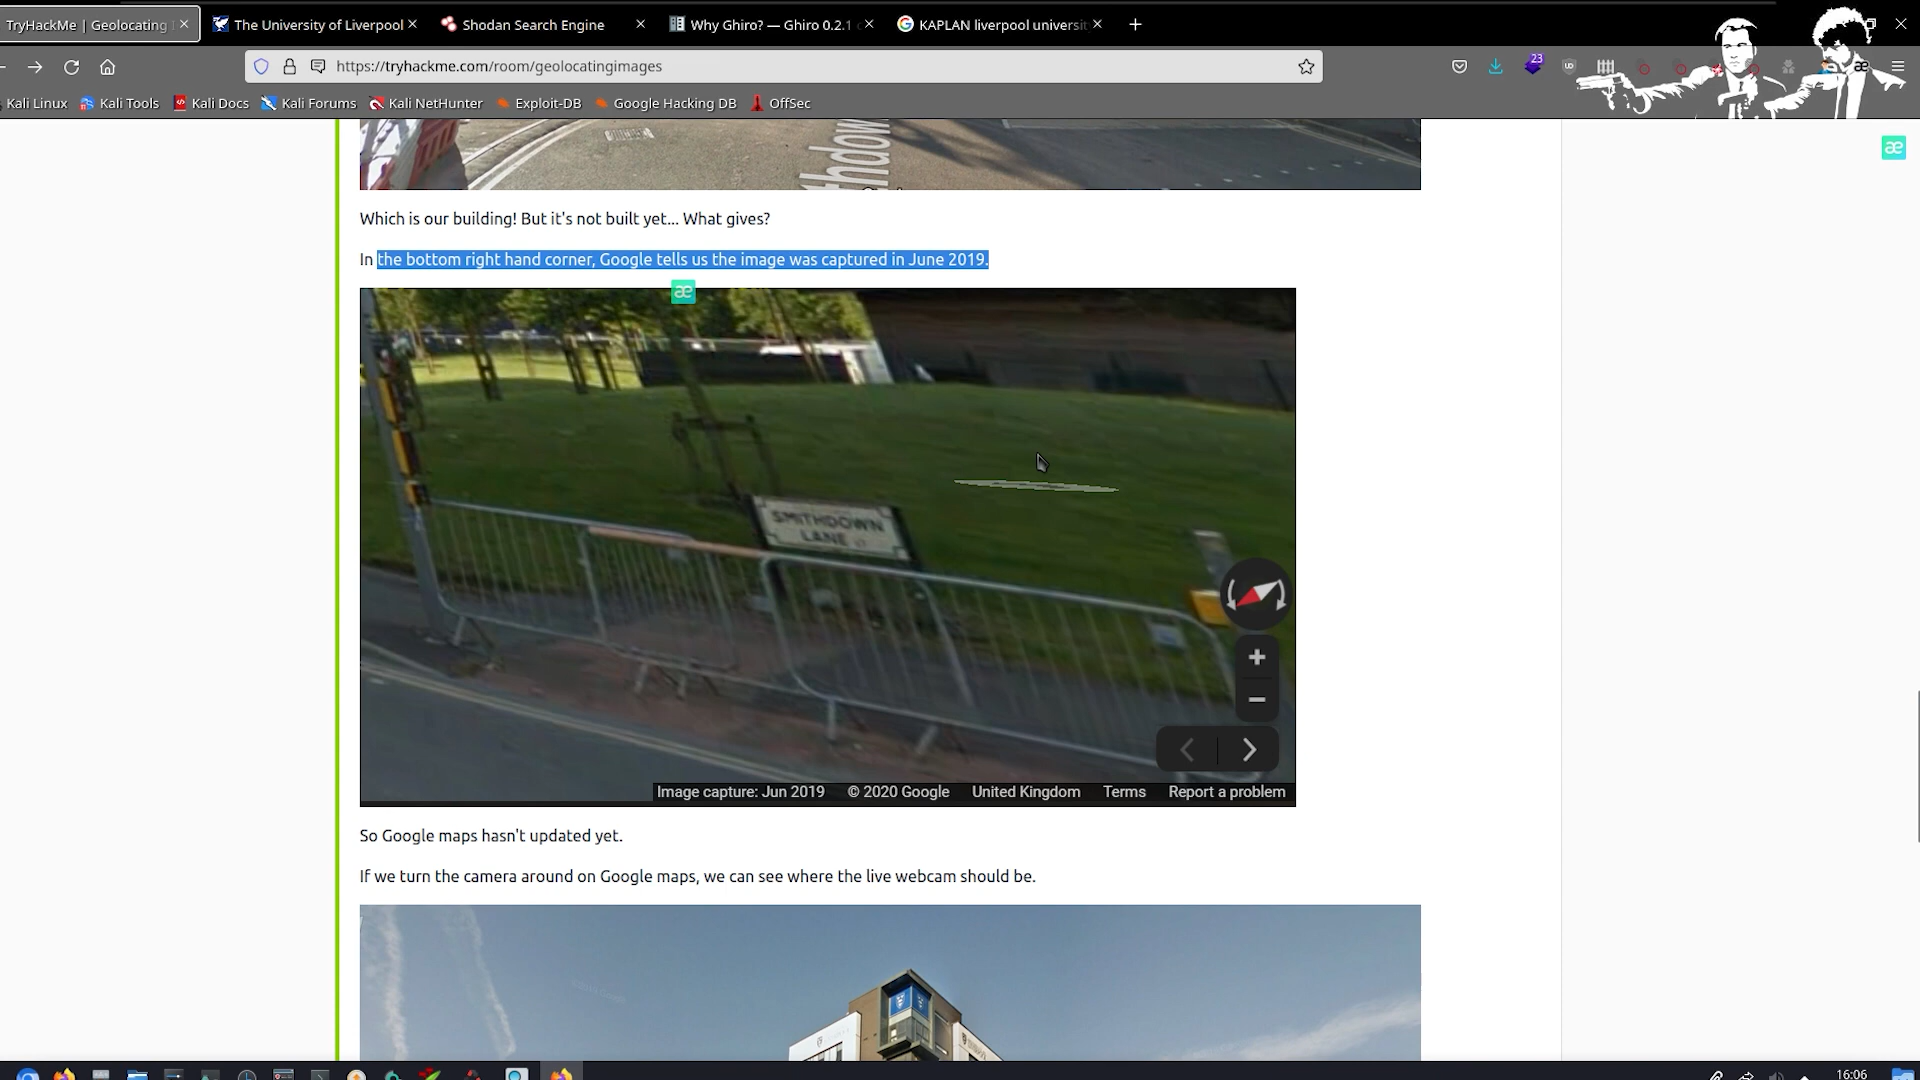 TryHackMe | Geolocating I
The University of Liverpool
Shodan Search Engine
Why Ghiro? — Ghiro 0.2.1
KAPLAN liverpool universi
https://tryhackme.com/room/geolocatingimages
23
æ
Kali Linux
Kali Tools
Kali Docs
Kali Forums
Kali NetHunter
Exploit-DB
Google Hacking DB
OffSec
æ
thdow
Which is our building! But it's not built yet... What gives?
In the bottom right hand corner, Google tells us the image was captured in June 2019.
æ
SMITHDOWN
LANE
Image capture: Jun 2019 © 2020 Google United Kingdom Terms Report a problem
So Google maps hasn't updated yet.
If we turn the camera around on Google maps, we can see where the live webcam should be.
16:06